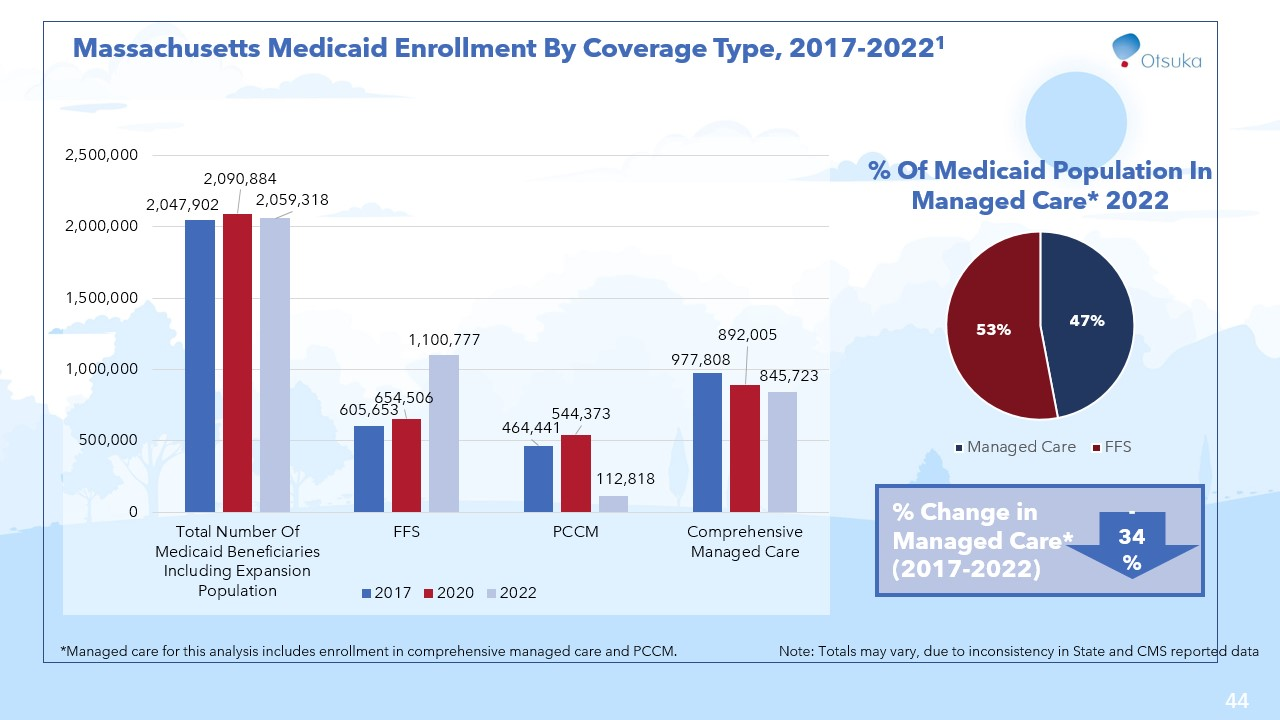 Massachusetts Medicaid Enrollment By Coverage Type, 2017-2022¹
Otsuka
2,500,000
2,000,000
1,500,000
1,000,000
500,000
0
2,047,902
2,090,884
2,059,318
605,653
654,506
1,100,777
464,441
544,373
112,818
977,808
892,005
845,723
Total Number Of
Medicaid Beneficiaries
Including Expansion
Population
FFS
PCCM
Comprehensive
Managed Care
2017 2020 2022
% Of Medicaid Population In
Managed Care* 2022
53%
47%
Managed Care FFS
% Change in
Managed Care*
(2017-2022)
-
34
%
*Managed care for this analysis includes enrollment in comprehensive managed care and PCCM.
Note: Totals may vary, due to inconsistency in State and CMS reported data
44